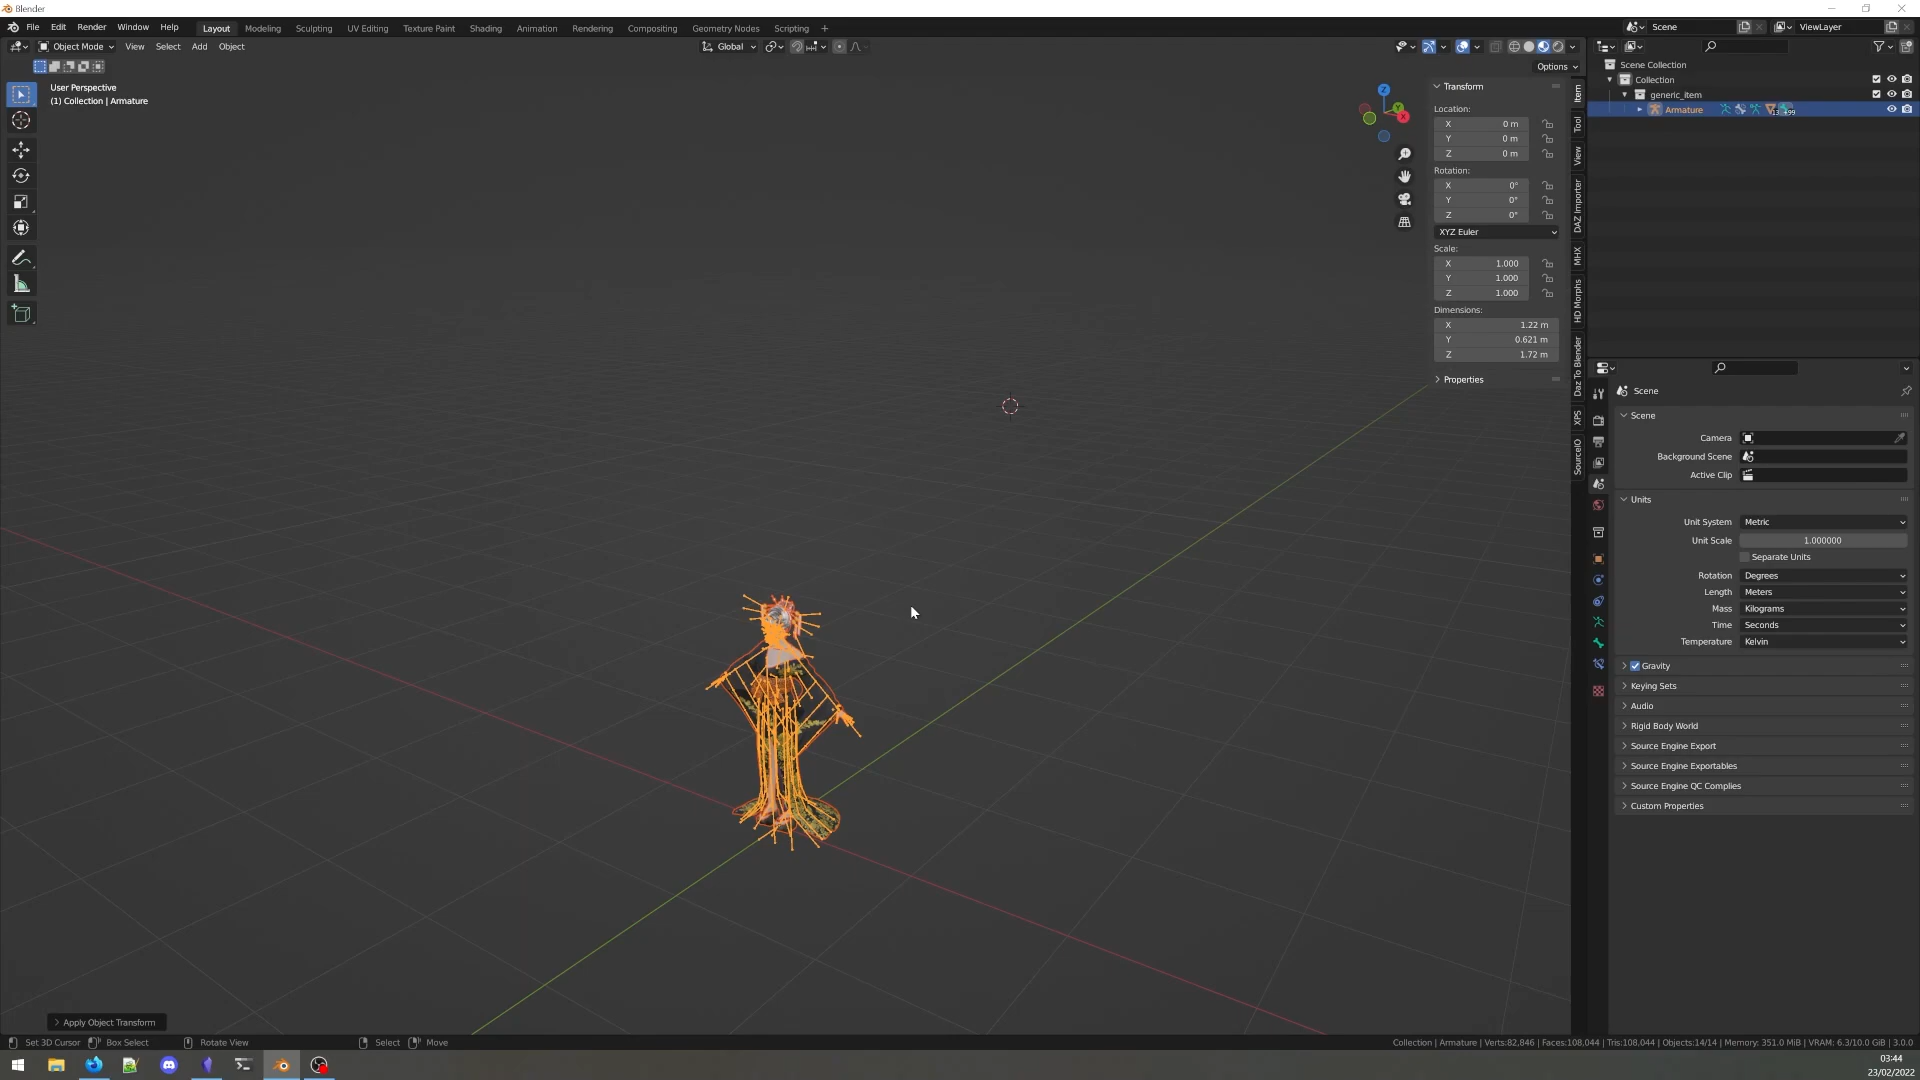 Blender
File Edit Render Window Help Layout Modeling Sculpting UV Editing Texture Paint Shading Animation Rendering Compositing Geometry Nodes Scripting + Scene ViewLayer
Object Mode View Select Add Object Global
Options
User Perspective
(1) Collection | Armature
Transform
Location:
X 0 m
Y 0 m
Z 0 m
Rotation:
X 0°
Y 0°
Z 0°
XYZ Euler
Scale:
X 1.000
Y 1.000
Z 1.000
Dimensions:
X 1.22 m
Y 0.621 m
Z 1.72 m
Properties
Item
Tool
View
DAZ Importer
MHX
HD Morphs
Daz To Blender
XPS
SourceIO
Z
Y
X
Scene Collection
Collection
generic_item
Armature
Scene
Scene
Camera
Background Scene
Active Clip
Units
Unit System Metric
Unit Scale 1.000000
Separate Units
Rotation Degrees
Length Meters
Mass Kilograms
Time Seconds
Temperature Kelvin
Gravity
Keying Sets
Audio
Rigid Body World
Source Engine Export
Source Engine Exportables
Source Engine QC Complies
Custom Properties
Apply Object Transform
Set 3D Cursor Box Select Rotate View Select Move
Collection | Armature | Verts:82,846 | Faces:108,044 | Tris:108,044 | Objects:14/14 | Memory: 351.0 MiB | VRAM: 6.3/10.0 GiB | 3.0.0
03:44
23/02/2022